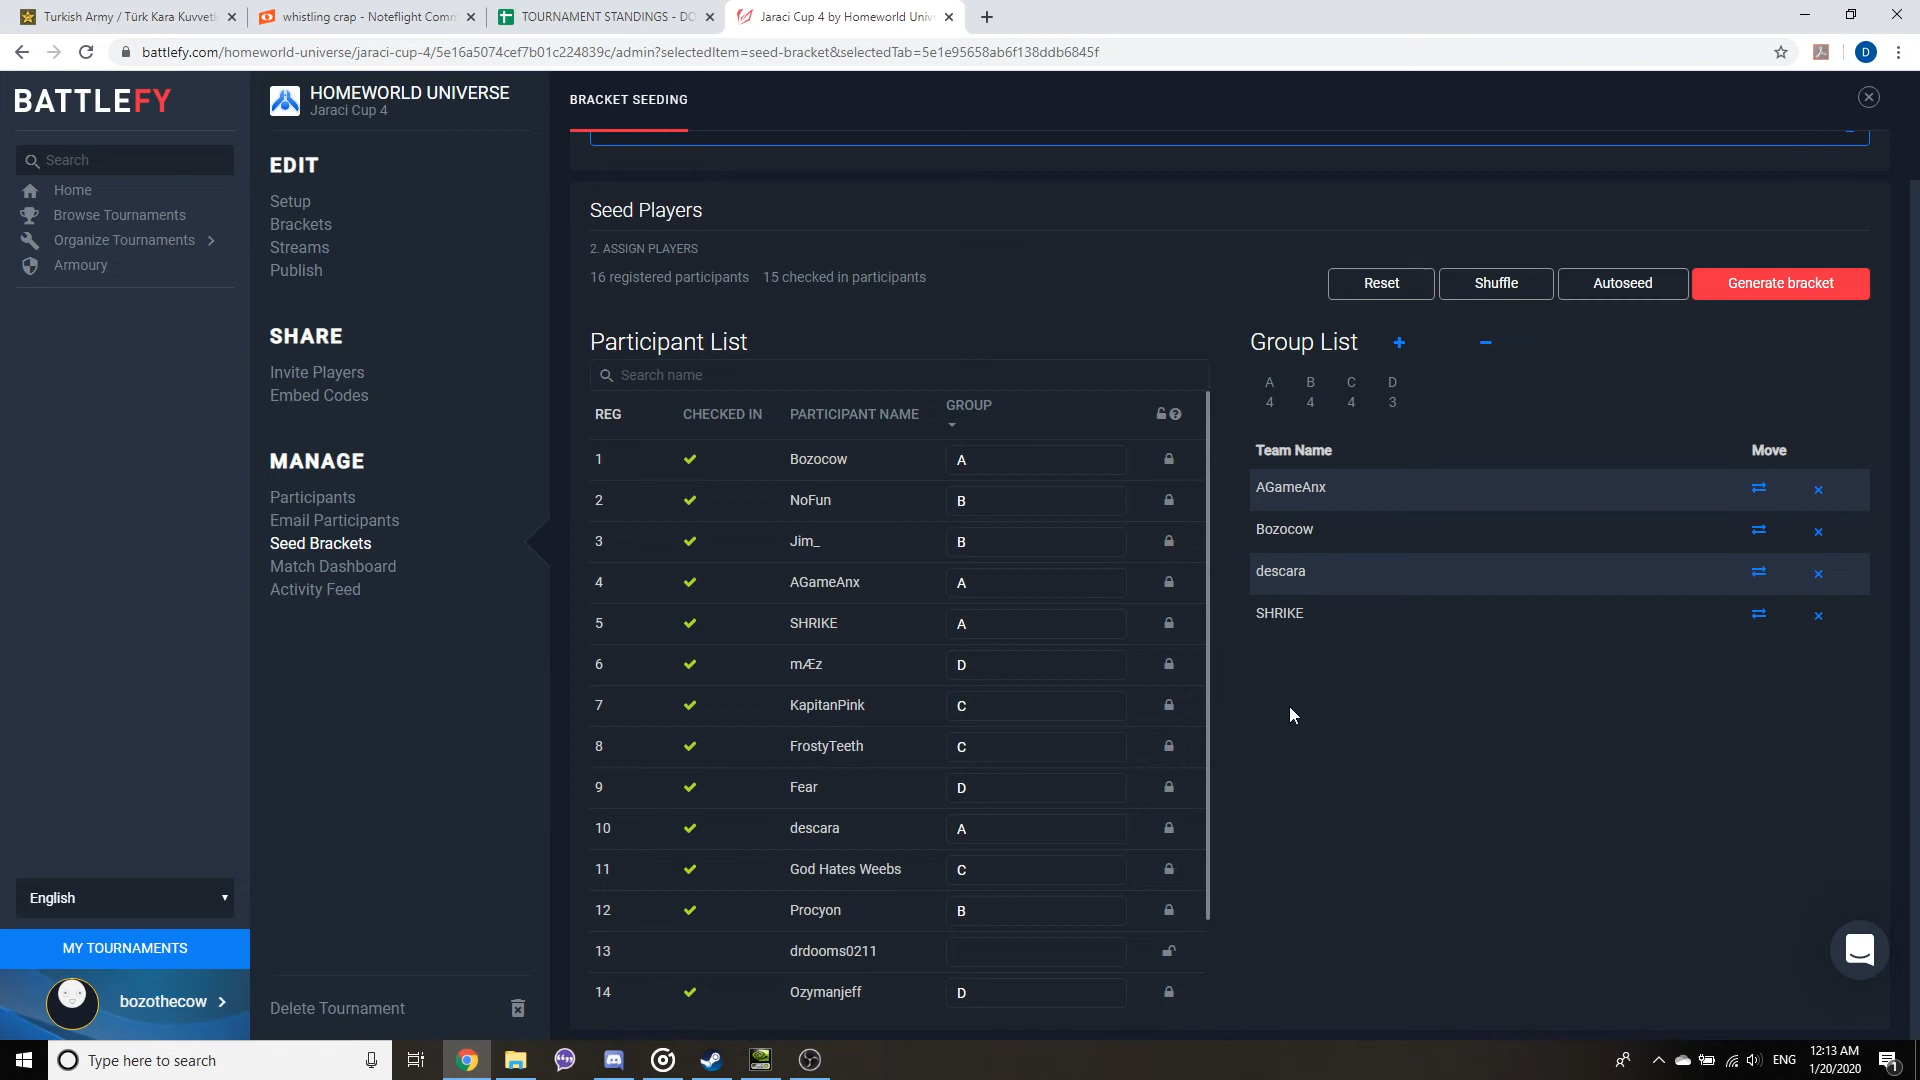 Turkish Army / Türk Kara Kuvvetl
whistling crap - Noteflight Comm
TOURNAMENT STANDINGS - DO
Jaraci Cup 4 by Homeworld Unive
battlefy.com/homeworld-universe/jaraci-cup-4/5e16a5074cef7b01c224839c/admin?selectedItem=seed-bracket&selectedTab=5e1e95658ab6f138ddb6845f
D
BATTLEFY
Search
Home
Browse Tournaments
Organize Tournaments
Armoury
English
MY TOURNAMENTS
bozothecow
HOMEWORLD UNIVERSE
Jaraci Cup 4
EDIT
Setup
Brackets
Streams
Publish
SHARE
Invite Players
Embed Codes
MANAGE
Participants
Email Participants
Seed Brackets
Match Dashboard
Activity Feed
Delete Tournament
BRACKET SEEDING
Seed Players
2. ASSIGN PLAYERS
16 registered participants 15 checked in participants
Reset Shuffle Autoseed Generate bracket
Participant List
Search name
REG CHECKED IN PARTICIPANT NAME GROUP
1 Bozocow A
2 NoFun B
3 Jim_ B
4 AGameAnx A
5 SHRIKE A
6 mÆz D
7 KapitanPink C
8 FrostyTeeth C
9 Fear D
10 descara A
11 God Hates Weebs C
12 Procyon B
13 drdooms0211
14 Ozymanjeff D
Group List + −
A B C D
4 4 4 3
Team Name Move
AGameAnx
Bozocow
descara
SHRIKE
Type here to search
ENG
12:13 AM
1/20/2020
1